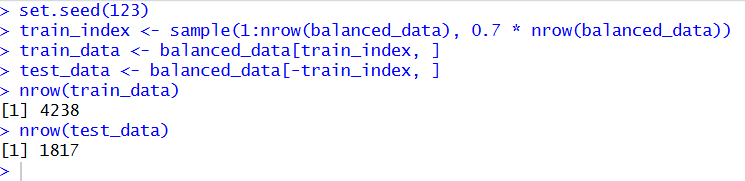 > set.seed(123)
> train_index <- sample(1:nrow(balanced_data), 0.7 * nrow(balanced_data))
> train_data <- balanced_data[train_index, ]
> test_data <- balanced_data[-train_index, ]
> nrow(train_data)
[1] 4238
> nrow(test_data)
[1] 1817
>